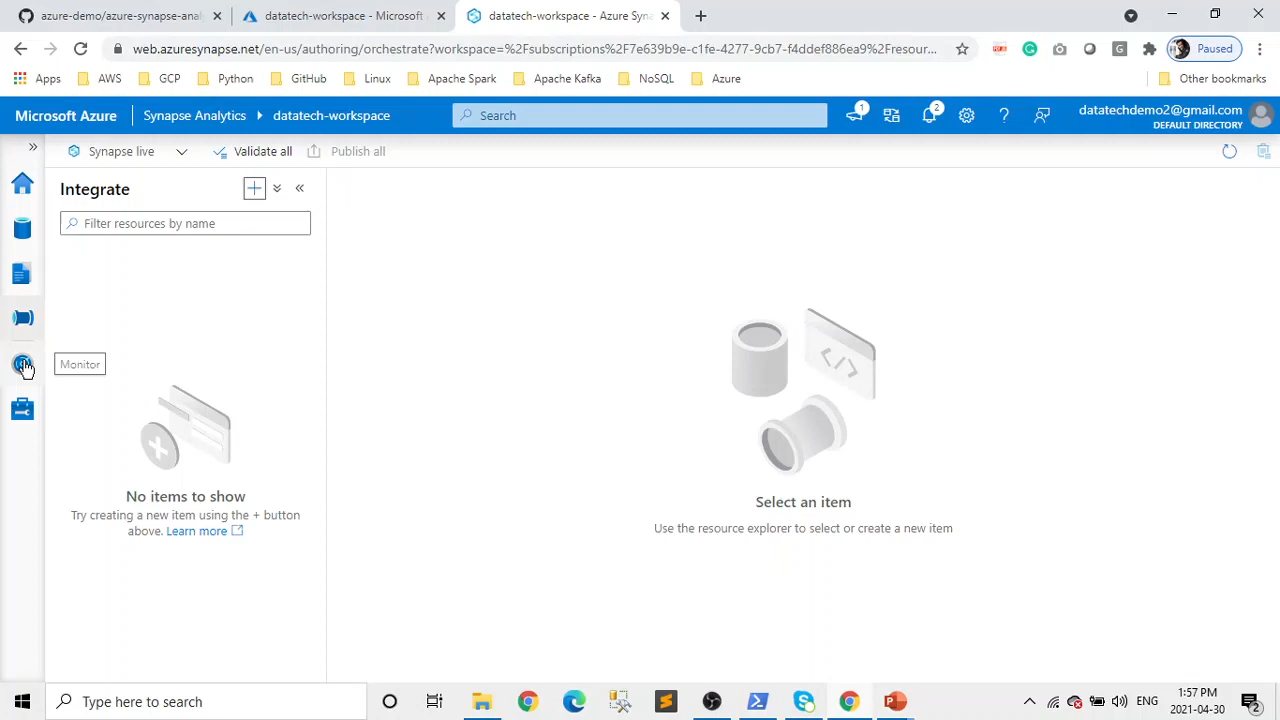 azure-demo/azure-synapse-anal
datatech-workspace - Microsoft
datatech-workspace - Azure Syna
web.azuresynapse.net/en-us/authoring/orchestrate?workspace=%2Fsubscriptions%2F7e639b9e-c1fe-4277-9cb7-f4ddef886ea9%2Fresour...
Paused
Apps
AWS
GCP
Python
GitHub
Linux
Apache Spark
Apache Kafka
NoSQL
Azure
Other bookmarks
Microsoft Azure
Synapse Analytics
datatech-workspace
Search
1
2
datatechdemo2@gmail.com
DEFAULT DIRECTORY
Synapse live
Validate all
Publish all
Integrate
Filter resources by name
Monitor
No items to show
Try creating a new item using the + button
above. Learn more
Select an item
Use the resource explorer to select or create a new item
Type here to search
ENG
1:57 PM
2021-04-30
2